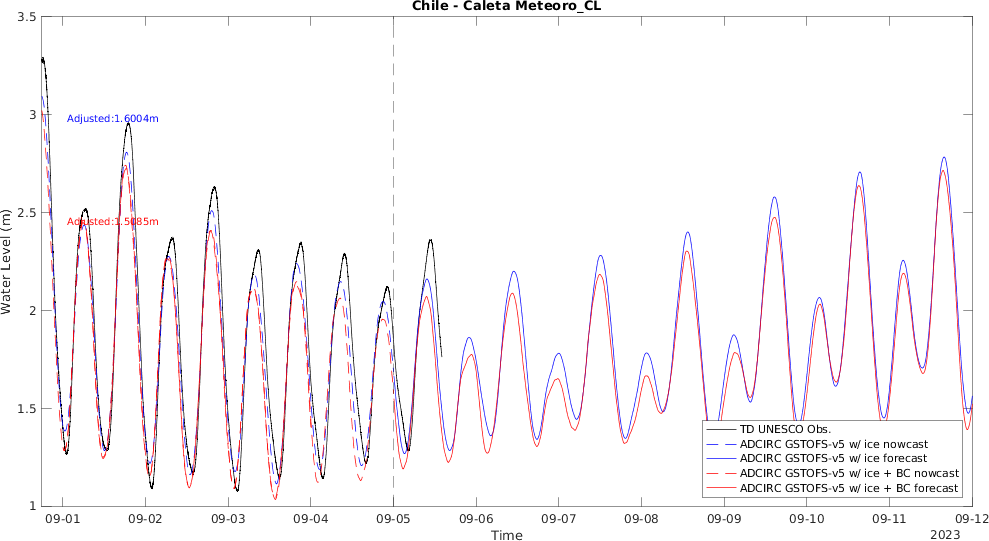 Chile - Caleta Meteoro_CL
3.5
3
2.5
2
1.5
1
Water Level (m)
Adjusted:1.6004m
Adjusted:1.5085m
TD UNESCO Obs.
ADCIRC GSTOFS-v5 w/ ice nowcast
ADCIRC GSTOFS-v5 w/ ice forecast
ADCIRC GSTOFS-v5 w/ ice + BC nowcast
ADCIRC GSTOFS-v5 w/ ice + BC forecast
09-01 09-02 09-03 09-04 09-05 09-06 09-07 09-08 09-09 09-10 09-11 09-12
Time
2023